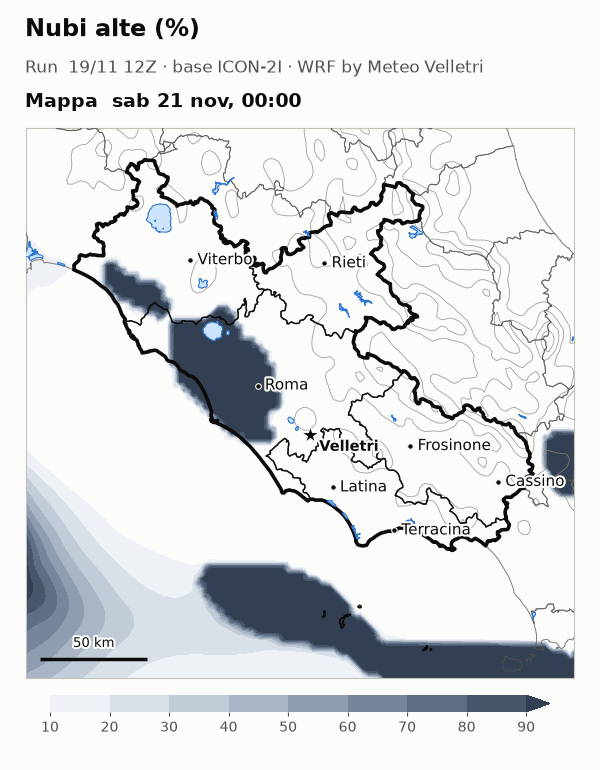 Nubi alte (%)
Run 19/11 12Z · base ICON-2I · WRF by Meteo Velletri
Mappa sab 21 nov, 00:00
Viterbo
Rieti
Roma
Velletri
Frosinone
Cassino
Latina
Terracina
50 km
10 20 30 40 50 60 70 80 90